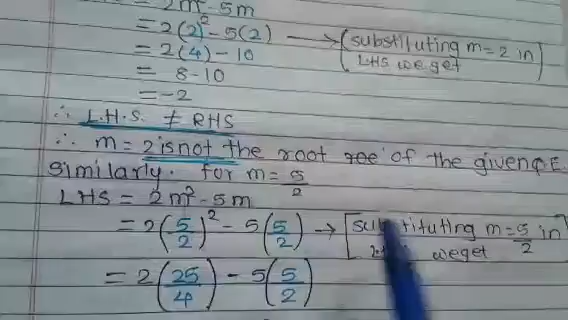 = 2m² - 5m
= 2(2)² - 5(2) → (substituting m = 2 in LHS we get)
= 2(4) - 10
= 8 - 10
= -2
∴ L.H.S. ≠ RHS
∴ m = 2 is not the root of the given Q.E.
Similarly. for m = 5/2
LHS = 2m² - 5m
= 2(5/2)² - 5(5/2) → [substituting m = 5/2 in we get
= 2(25/4) - 5(5/2)